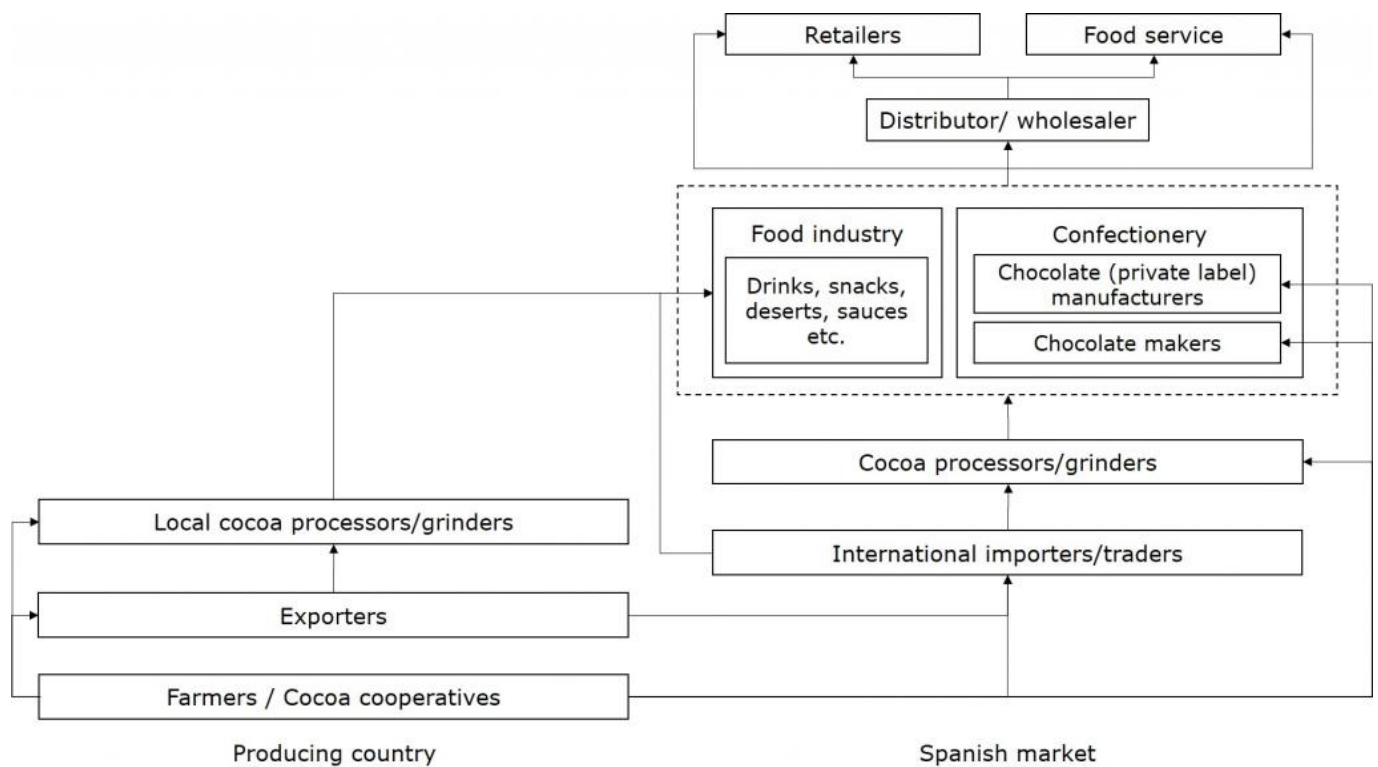 Retailers
Food service
Distributor/ wholesaler
Food industry
Confectionery
Drinks, snacks,
deserts, sauces
etc.
Chocolate (private label)
manufacturers
Chocolate makers
Cocoa processors/grinders
Local cocoa processors/grinders
International importers/traders
Exporters
Farmers / Cocoa cooperatives
Producing country
Spanish market